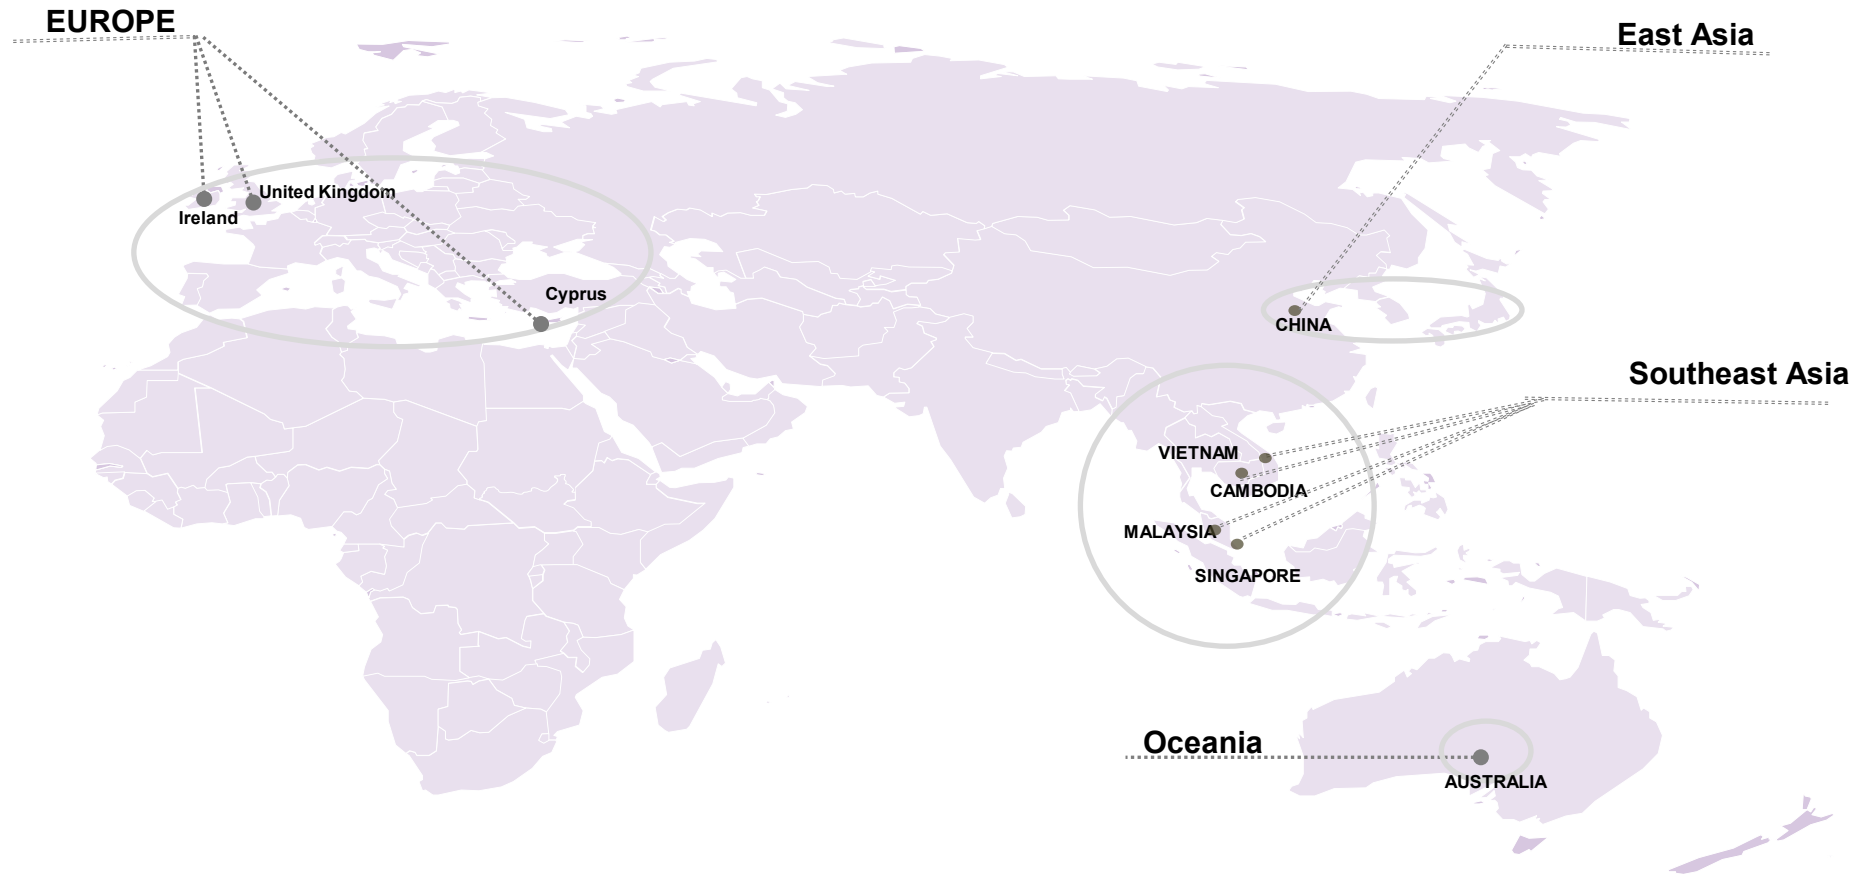 EUROPE
East Asia
United Kingdom
Ireland
Cyprus
CHINA
Southeast Asia
VIETNAM
CAMBODIA
MALAYSIA
SINGAPORE
Oceania
AUSTRALIA